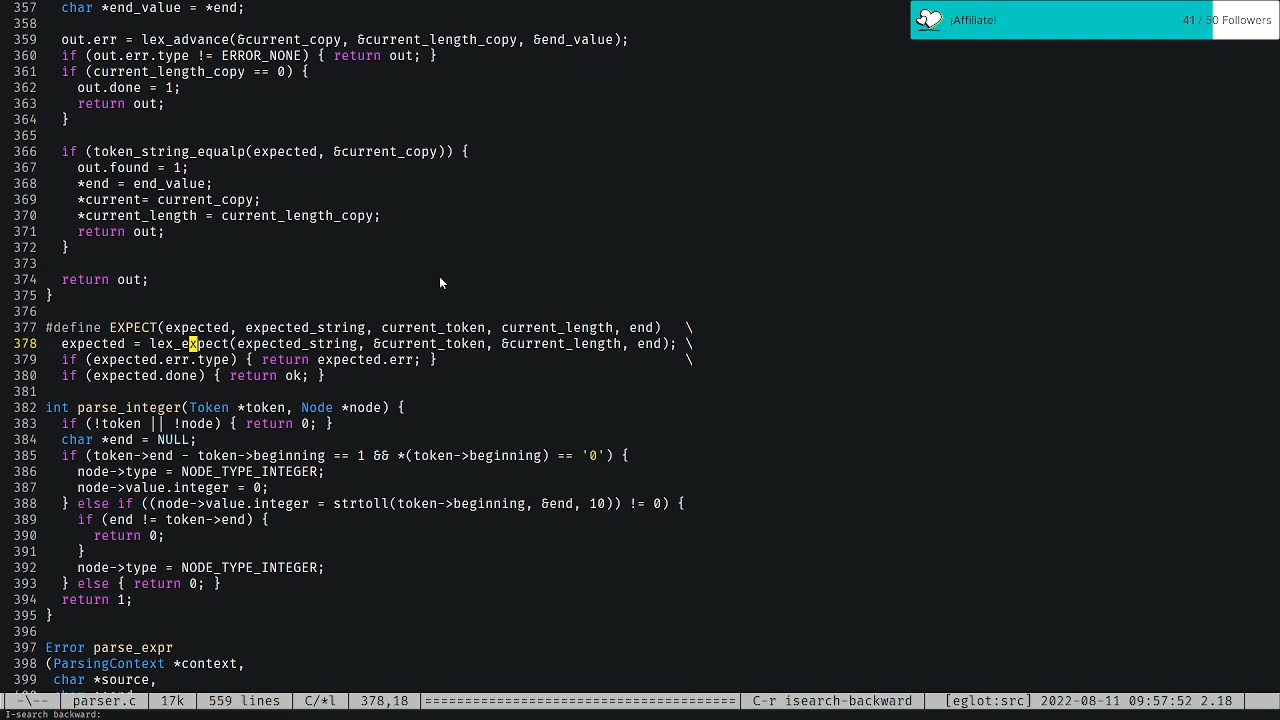 357   char *end_value = *end;
358
359   out.err = lex_advance(&current_copy, &current_length_copy, &end_value);
360   if (out.err.type != ERROR_NONE) { return out; }
361   if (current_length_copy == 0) {
362     out.done = 1;
363     return out;
364   }
365
366   if (token_string_equalp(expected, &current_copy)) {
367     out.found = 1;
368     *end = end_value;
369     *current= current_copy;
370     *current_length = current_length_copy;
371     return out;
372   }
373
374   return out;
375 }
376
377 #define EXPECT(expected, expected_string, current_token, current_length, end)   \
378   expected = lex_expect(expected_string, &current_token, &current_length, end); \
379   if (expected.err.type) { return expected.err; }                               \
380   if (expected.done) { return ok; }
381
382 int parse_integer(Token *token, Node *node) {
383   if (!token || !node) { return 0; }
384   char *end = NULL;
385   if (token->end - token->beginning == 1 && *(token->beginning) == '0') {
386     node->type = NODE_TYPE_INTEGER;
387     node->value.integer = 0;
388   } else if ((node->value.integer = strtoll(token->beginning, &end, 10)) != 0) {
389     if (end != token->end) {
390       return 0;
391     }
392     node->type = NODE_TYPE_INTEGER;
393   } else { return 0; }
394   return 1;
395 }
396
397 Error parse_expr
398 (ParsingContext *context,
399  char *source,
¡Affiliate! 41 / 50 Followers
-\-- parser.c 17k 559 lines C/*l 378,18 C-r isearch-backward [eglot:src] 2022-08-11 09:57:52 2.18
I-search backward: